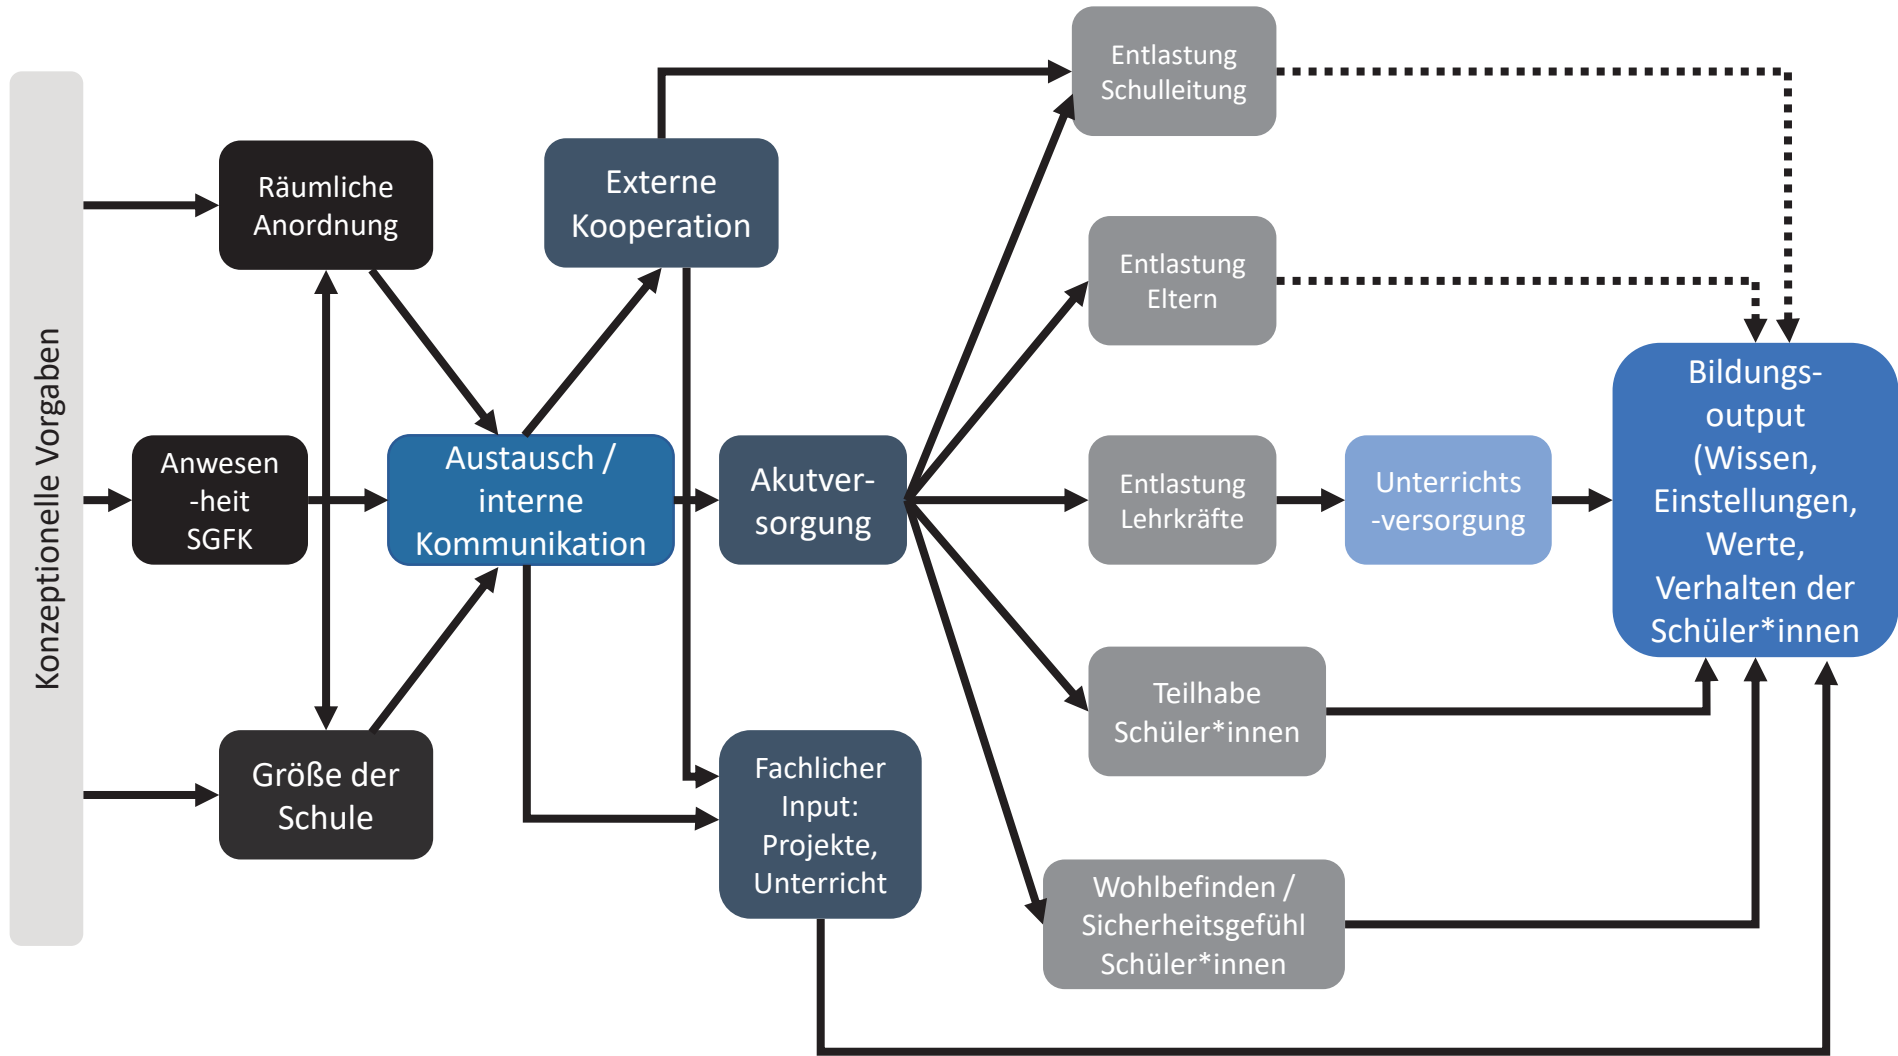 Konzeptionelle Vorgaben
Räumliche
Anordnung
Anwesen
-heit
SGFK
Größe der
Schule
Austausch /
interne
Kommunikation
Externe
Kooperation
Akutver-
sorgung
Fachlicher
Input:
Projekte,
Unterricht
Entlastung
Schulleitung
Entlastung
Eltern
Entlastung
Lehrkräfte
Teilhabe
Schüler*innen
Wohlbefinden /
Sicherheitsgefühl
Schüler*innen
Unterrichts
-versorgung
Bildungs-
output
(Wissen,
Einstellungen,
Werte,
Verhalten der
Schüler*innen